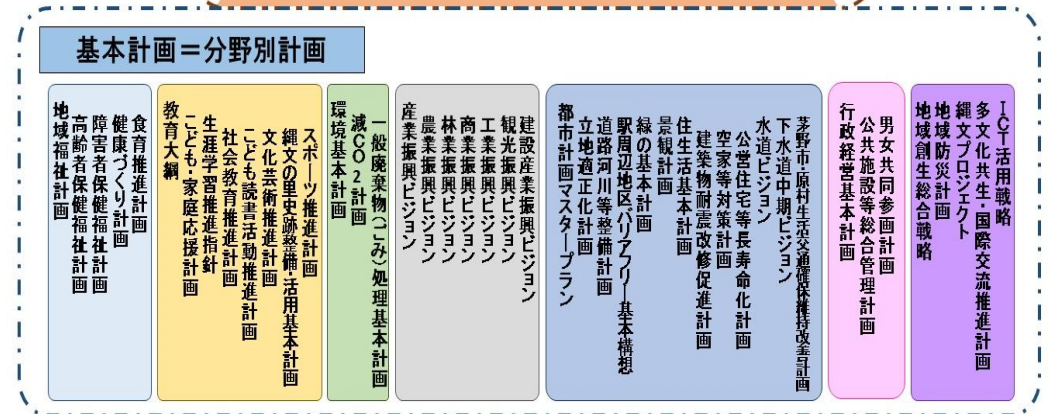 基本計画＝分野別計画
地域福祉計画
高齢者保健福祉計画
障害者保健福祉計画
健康づくり計画
食育推進計画
教育大綱
こども・家庭応援計画
生涯学習推進指針
社会教育推進計画
こども読書活動推進計画
文化芸術推進計画
縄文の里史跡整備・活用基本計画
スポーツ推進計画
環境基本計画
減CO2計画
一般廃棄物(ごみ)処理基本計画
産業振興ビジョン
農業振興ビジョン
林業振興ビジョン
商業振興ビジョン
工業振興ビジョン
観光振興ビジョン
建設産業振興ビジョン
都市計画マスタープラン
立地適正化計画
道路河川等整備計画
駅周辺地区バリアフリー基本構想
緑の基本計画
景観計画
住生活基本計画
建築物耐震改修促進計画
空家等対策計画
公営住宅等長寿命化計画
水道ビジョン
下水道中期ビジョン
茅野市・原村生活交通確保維持改善計画
行政経営基本計画
公共施設等総合管理計画
男女共同参画計画
地域創生総合戦略
地域防災計画
縄文プロジェクト
多文化共生・国際交流推進計画
ICT活用戦略